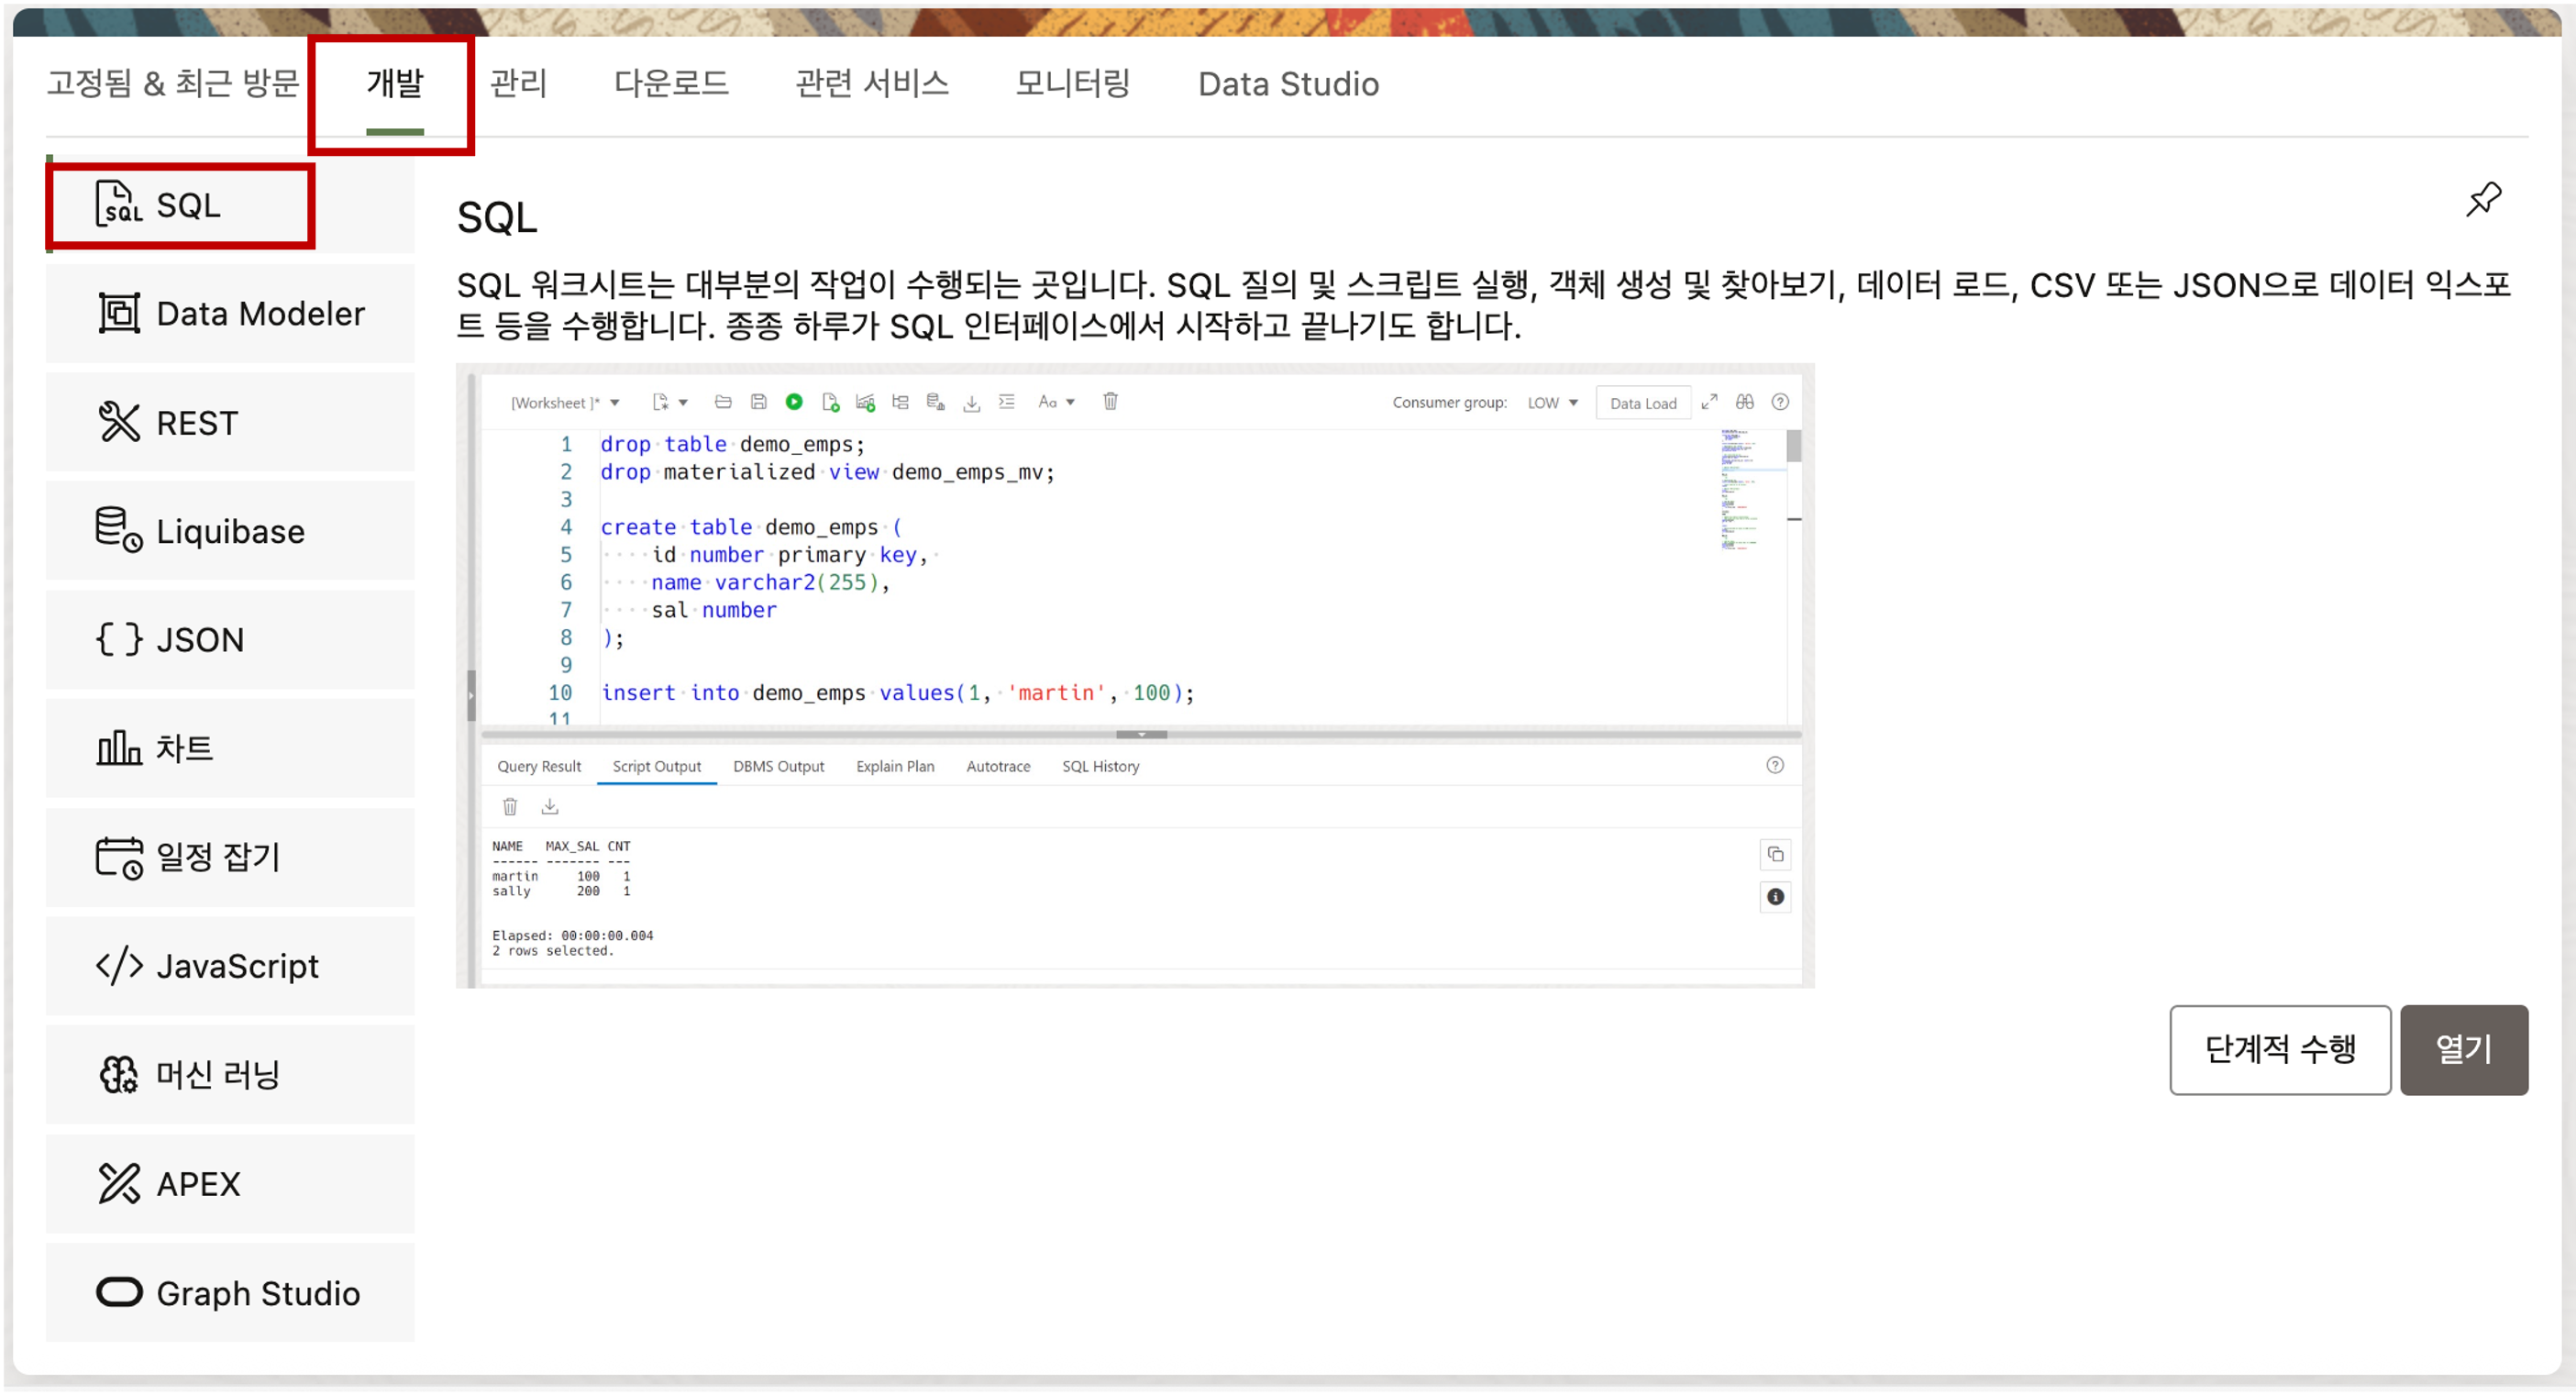 고정됨 & 최근 방문 개발 관리 다운로드 관련 서비스 모니터링 Data Studio
SQL
Data Modeler
REST
Liquibase
JSON
차트
일정 잡기
JavaScript
머신 러닝
APEX
Graph Studio
SQL
SQL 워크시트는 대부분의 작업이 수행되는 곳입니다. SQL 질의 및 스크립트 실행, 객체 생성 및 찾아보기, 데이터 로드, CSV 또는 JSON으로 데이터 익스포
트 등을 수행합니다. 종종 하루가 SQL 인터페이스에서 시작하고 끝나기도 합니다.
[Worksheet ]* Aa Consumer group: LOW Data Load
1 drop table demo_emps;
2 drop materialized view demo_emps_mv;
3
4 create table demo_emps (
5 id number primary key,
6 name varchar2(255),
7 sal number
8 );
9
10 insert into demo_emps values(1, 'martin', 100);
11
Query Result Script Output DBMS Output Explain Plan Autotrace SQL History
NAME MAX_SAL CNT
------ ------- ---
martin 100 1
sally 200 1
Elapsed: 00:00:00.004
2 rows selected.
단계적 수행 열기